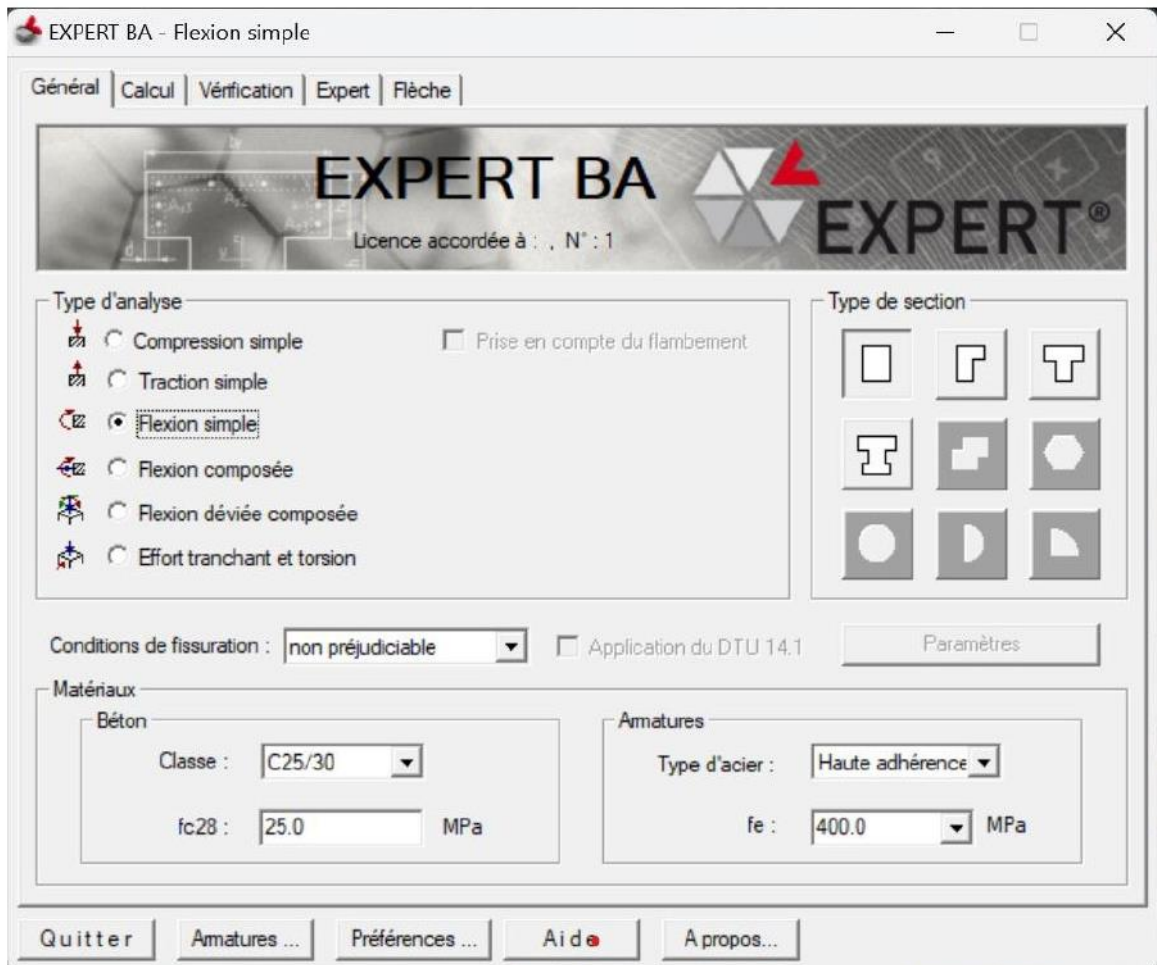 EXPERT BA - Flexion simple
Général Calcul Vérification Expert Flèche
EXPERT BA
EXPERT®
Licence accordée à : , N° : 1
Type d'analyse
Compression simple
Prise en compte du flambement
Traction simple
Flexion simple
Flexion composée
Flexion déviée composée
Effort tranchant et torsion
Type de section
Conditions de fissuration : non préjudiciable
Application du DTU 14.1
Paramètres
Matériaux
Béton
Classe : C25/30
fc28 : 25.0 MPa
Armatures
Type d'acier : Haute adhérence
fe : 400.0 MPa
Quitter Armatures ... Préférences ... Aide A propos...